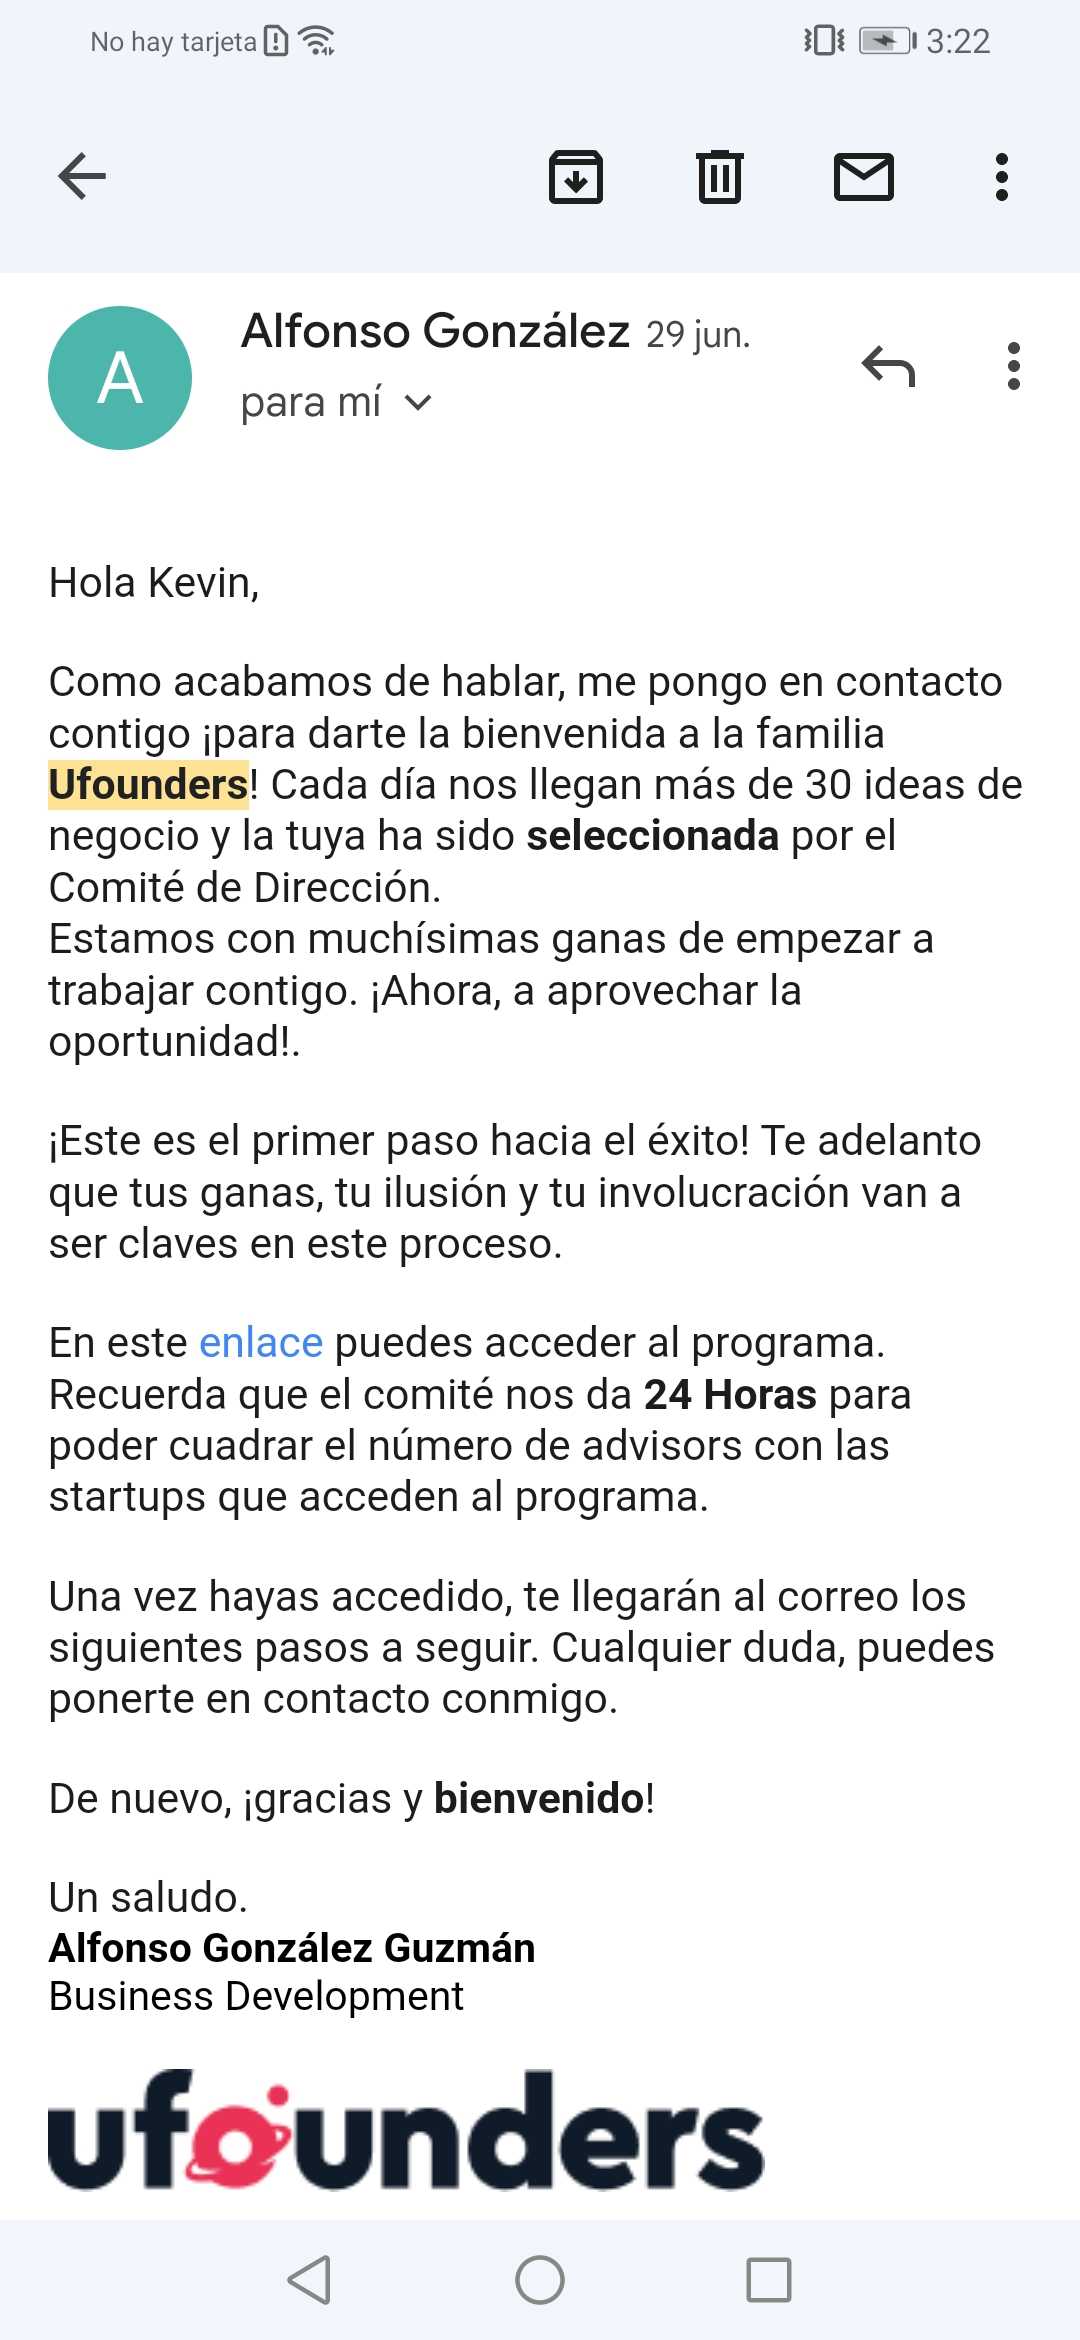 No hay tarjeta 3:22
A
Alfonso González 29 jun.
para mí
Hola Kevin,
Como acabamos de hablar, me pongo en contacto
contigo ¡para darte la bienvenida a la familia
Ufounders! Cada día nos llegan más de 30 ideas de
negocio y la tuya ha sido seleccionada por el
Comité de Dirección.
Estamos con muchísimas ganas de empezar a
trabajar contigo. ¡Ahora, a aprovechar la
oportunidad!.
¡Este es el primer paso hacia el éxito! Te adelanto
que tus ganas, tu ilusión y tu involucración van a
ser claves en este proceso.
En este enlace puedes acceder al programa.
Recuerda que el comité nos da 24 Horas para
poder cuadrar el número de advisors con las
startups que acceden al programa.
Una vez hayas accedido, te llegarán al correo los
siguientes pasos a seguir. Cualquier duda, puedes
ponerte en contacto conmigo.
De nuevo, ¡gracias y bienvenido!
Un saludo.
Alfonso González Guzmán
Business Development
ufounders